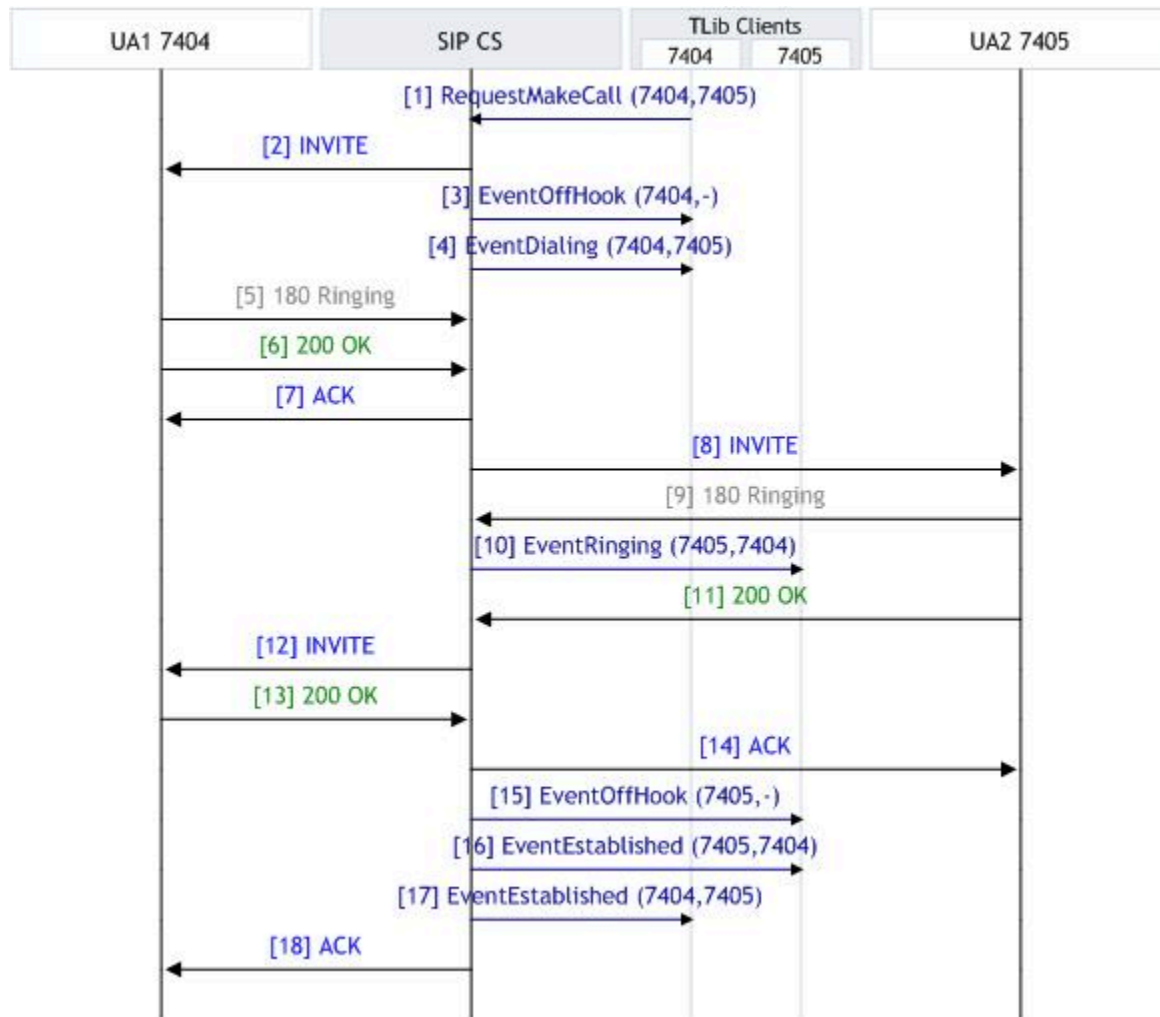 UA1 7404
SIP CS
TLib Clients
7404
7405
UA2 7405
[1] RequestMakeCall (7404,7405)
[2] INVITE
[3] EventOffHook (7404,-)
[4] EventDialing (7404,7405)
[5] 180 Ringing
[6] 200 OK
[7] ACK
[8] INVITE
[9] 180 Ringing
[10] EventRinging (7405,7404)
[11] 200 OK
[12] INVITE
[13] 200 OK
[14] ACK
[15] EventOffHook (7405,-)
[16] EventEstablished (7405,7404)
[17] EventEstablished (7404,7405)
[18] ACK